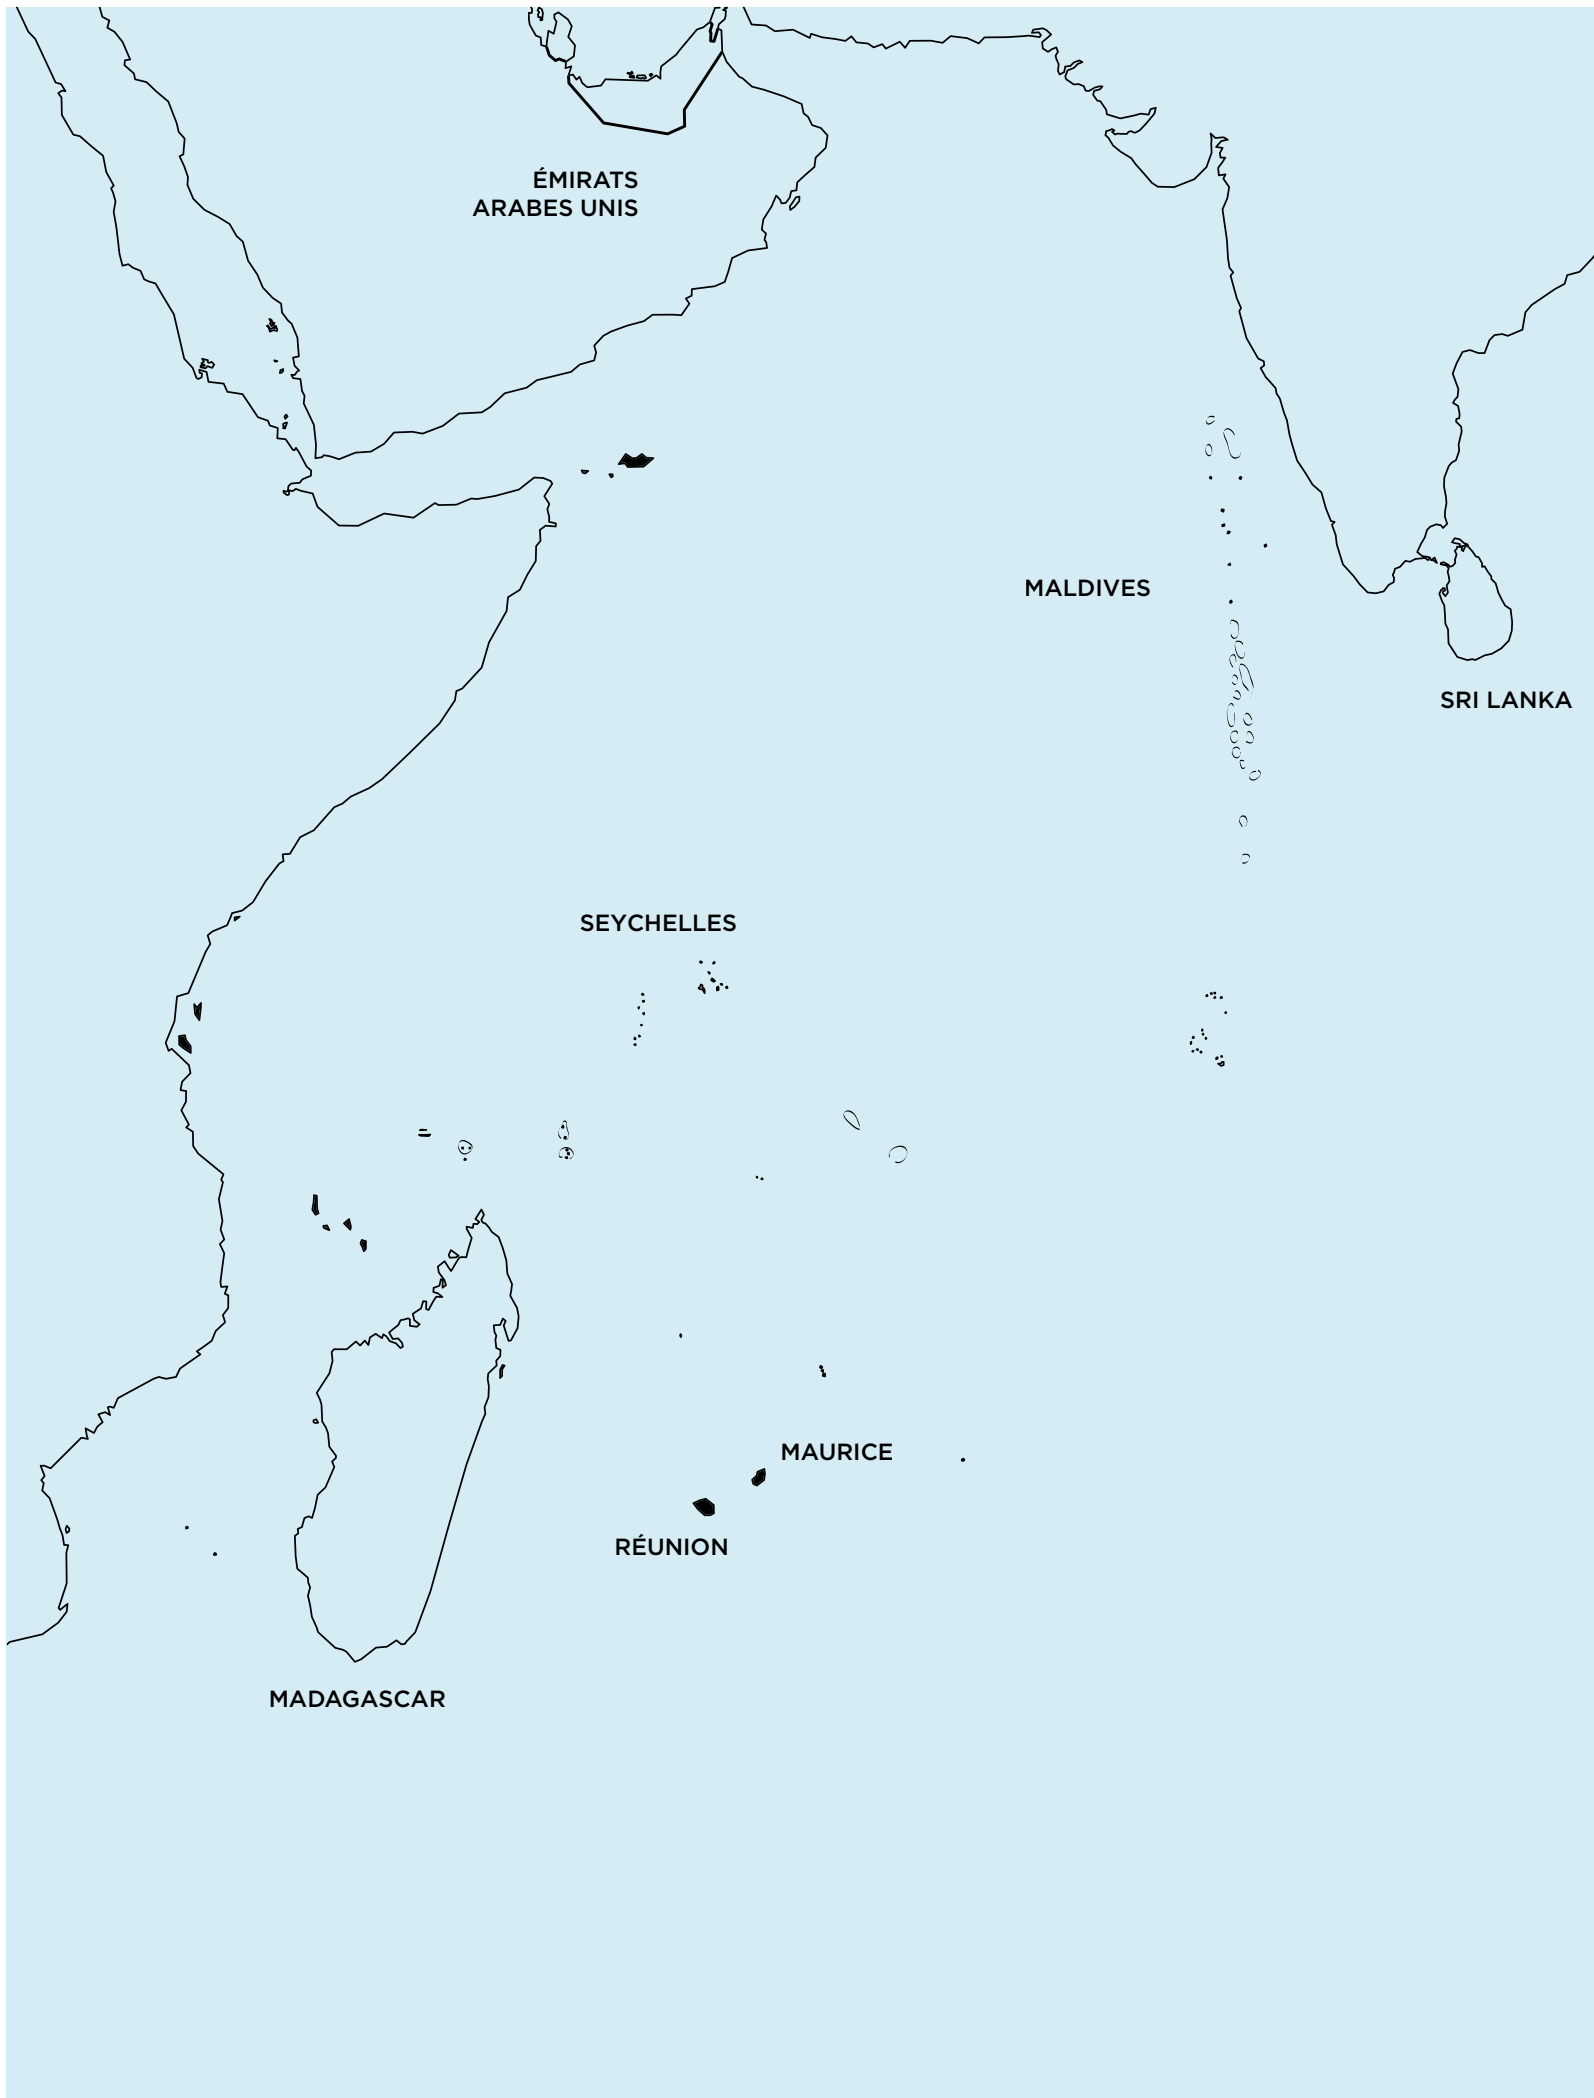 ÉMIRATS
ARABES UNIS
MALDIVES
SRI LANKA
SEYCHELLES
MAURICE
RÉUNION
MADAGASCAR